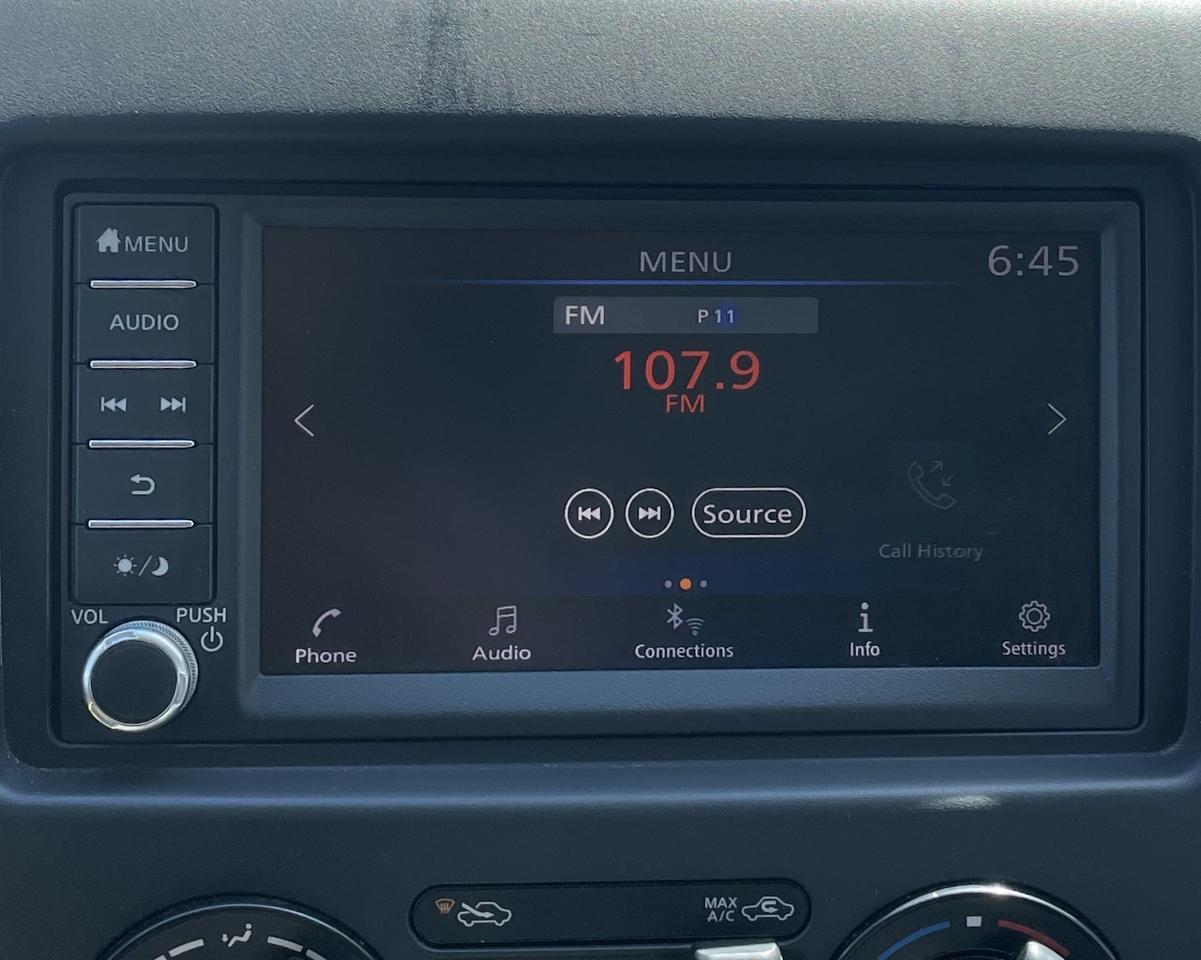 MENU
AUDIO
VOL
PUSH
MENU
6:45
FM P 11
107.9
FM
Source
Call History
Phone
Audio
Connections
Info
Settings
MAX
A/C